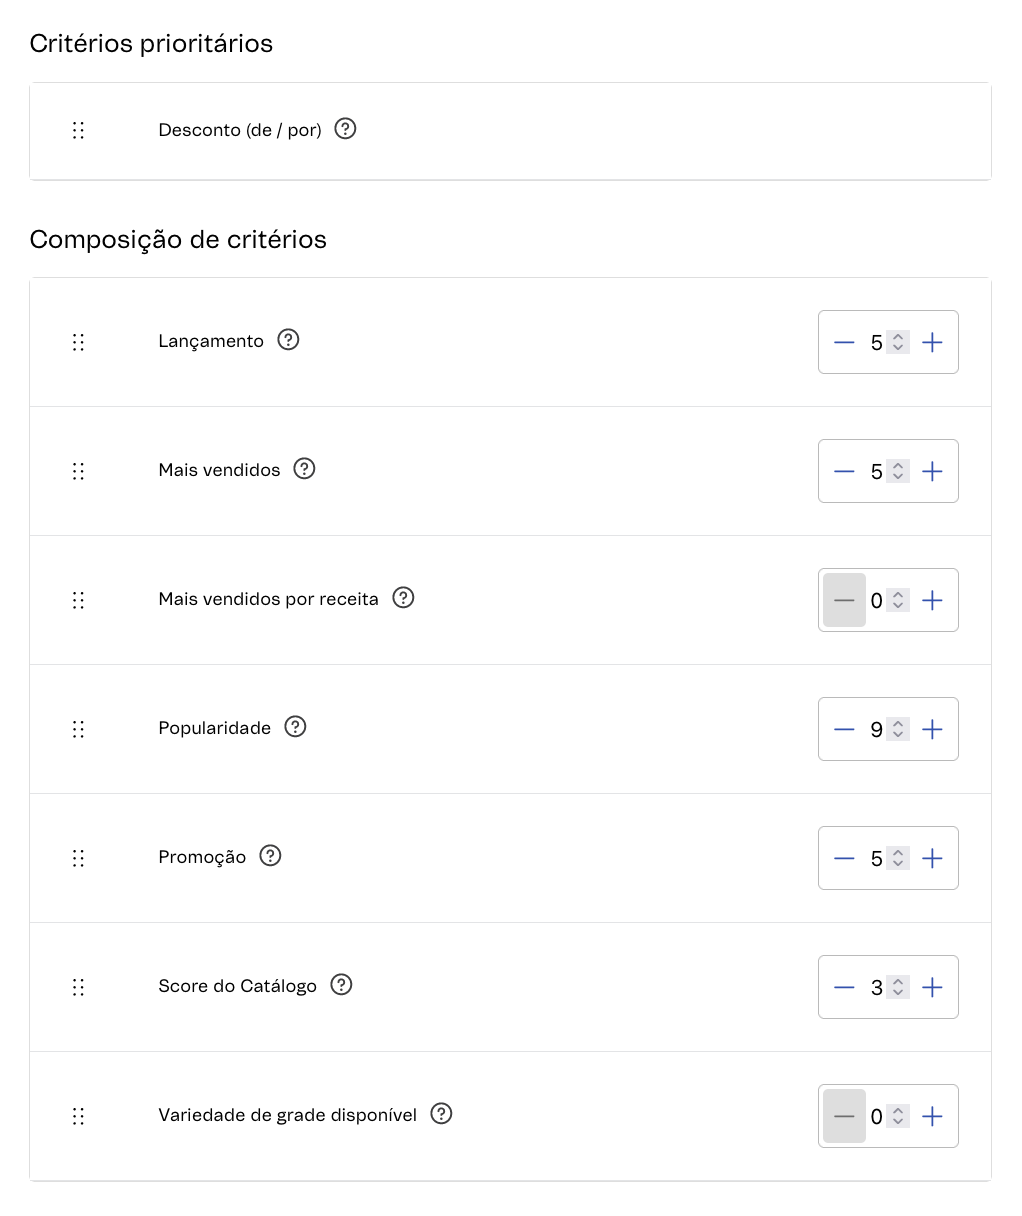 Critérios prioritários
Desconto (de / por)
Composição de critérios
Lançamento
5
Mais vendidos
5
Mais vendidos por receita
0
Popularidade
9
Promoção
5
Score do Catálogo
3
Variedade de grade disponível
0